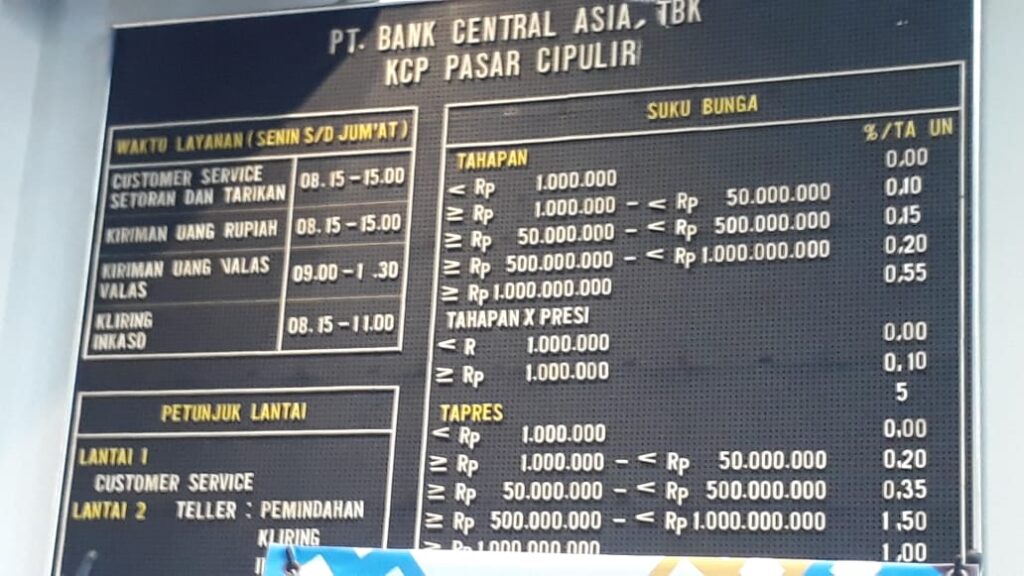 PT. BANK CENTRAL ASIA, TBK
KCP PASAR CIPULIR
WAKTU LAYANAN (SENIN S/D JUM'AT)
CUSTOMER SERVICE
SETORAN DAN TARIKAN 08.15 - 15.00
KIRIMAN UANG RUPIAH 08.15 - 15.00
KIRIMAN UANG VALAS
VALAS 09.00 - 1 .30
KLIRING
INKASO 08.15 - 11.00
PETUNJUK LANTAI
LANTAI 1
CUSTOMER SERVICE
LANTAI 2 TELLER : PEMINDAHAN
KLIRING
SUKU BUNGA
%/TA UN
TAHAPAN 0.00
< Rp 1.000.000 0,10
≥ Rp 1.000.000 - < Rp 50.000.000 0,15
≥ Rp 50.000.000 - < Rp 500.000.000 0,20
≥ Rp 500.000.000 - < Rp 1.000.000.000 0,55
≥ Rp 1.000.000.000
TAHAPAN X PRESI 0,00
< R 1.000.000 0,10
≥ Rp 1.000.000 5
TAPRES 0,00
< Rp 1.000.000 0,20
≥ Rp 1.000.000 - < Rp 50.000.000 0,35
≥ Rp 50.000.000 - < Rp 500.000.000 1,50
≥ Rp 500.000.000 - < Rp 1.000.000.000 1,00
≥ Rp 1.000.000.000